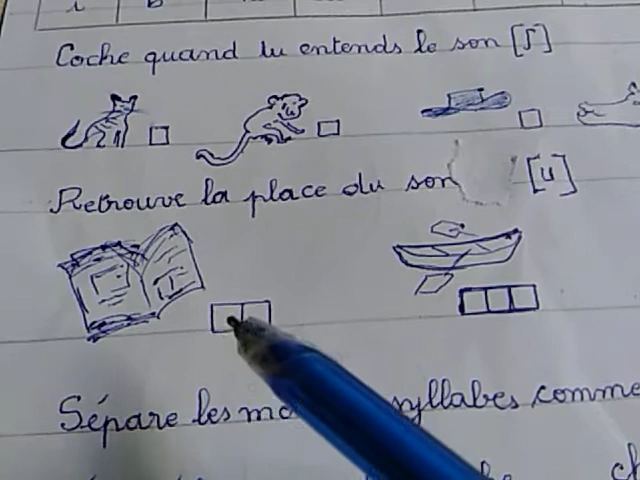 Coche quand tu entends le son [ʃ]
Retrouve la place du son [u]
Sépare les syllabes comme